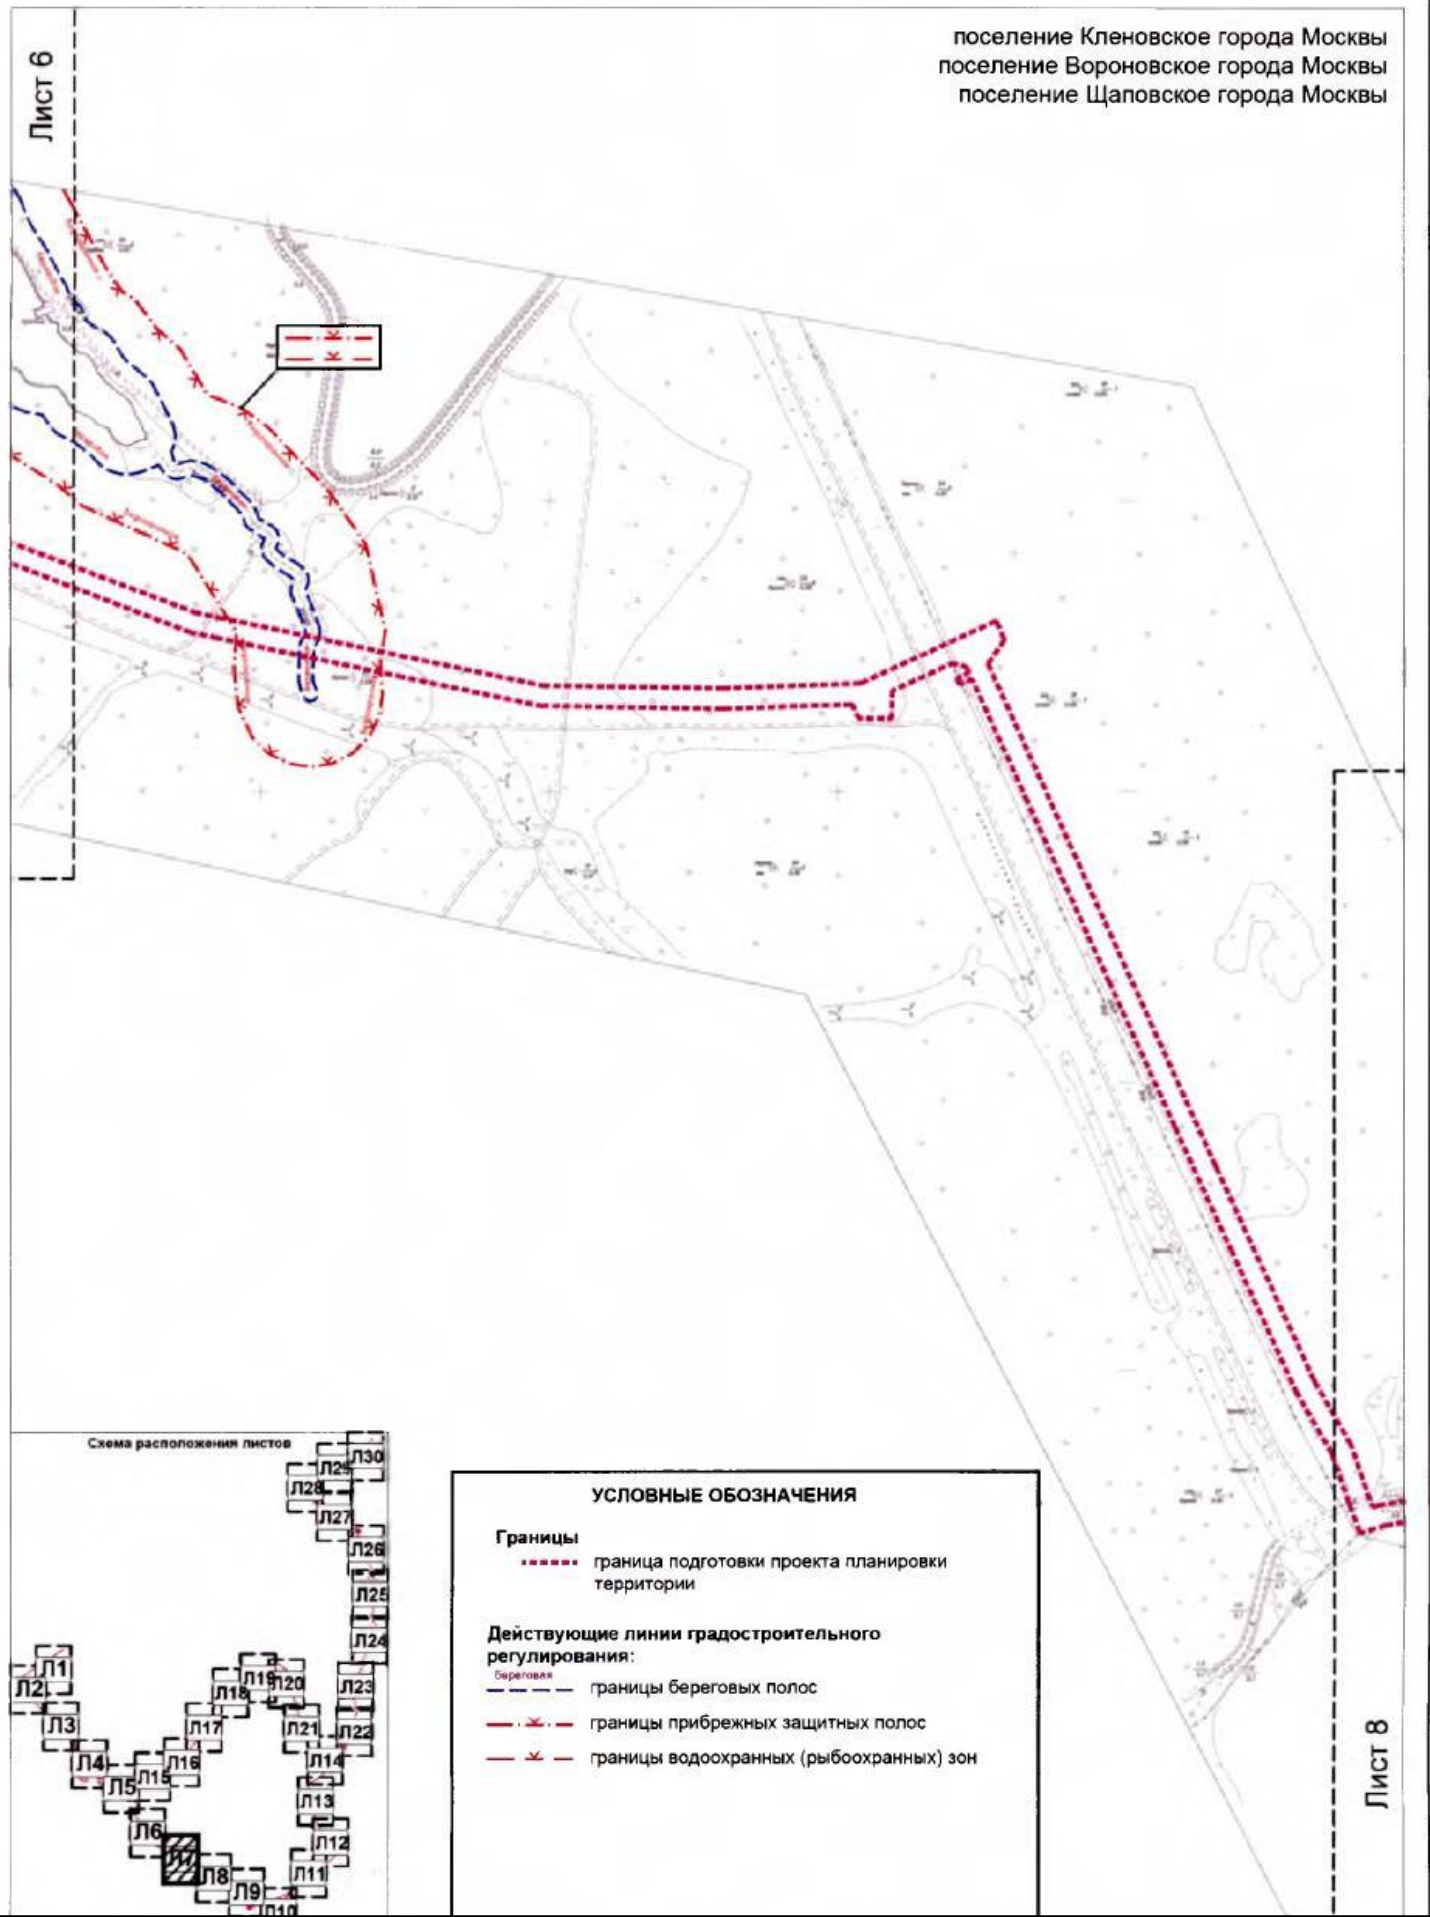 Лист 6
поселение Кленовское города Москвы
поселение Вороновское города Москвы
поселение Щаповское города Москвы
Схема расположения листов
Л30
Л29
Л28
Л27
Л26
Л25
Л24
Л1
Л2
Л19
Л20
Л23
Л18
Л3
Л17
Л21
Л22
Л4
Л16
Л14
Л5
Л15
Л13
Л6
Л12
Л7
Л8
Л11
Л9
Л10
УСЛОВНЫЕ ОБОЗНАЧЕНИЯ
Границы
граница подготовки проекта планировки
территории
Действующие линии градостроительного
регулирования:
Береговая
границы береговых полос
границы прибрежных защитных полос
границы водоохранных (рыбоохранных) зон
Лист 8